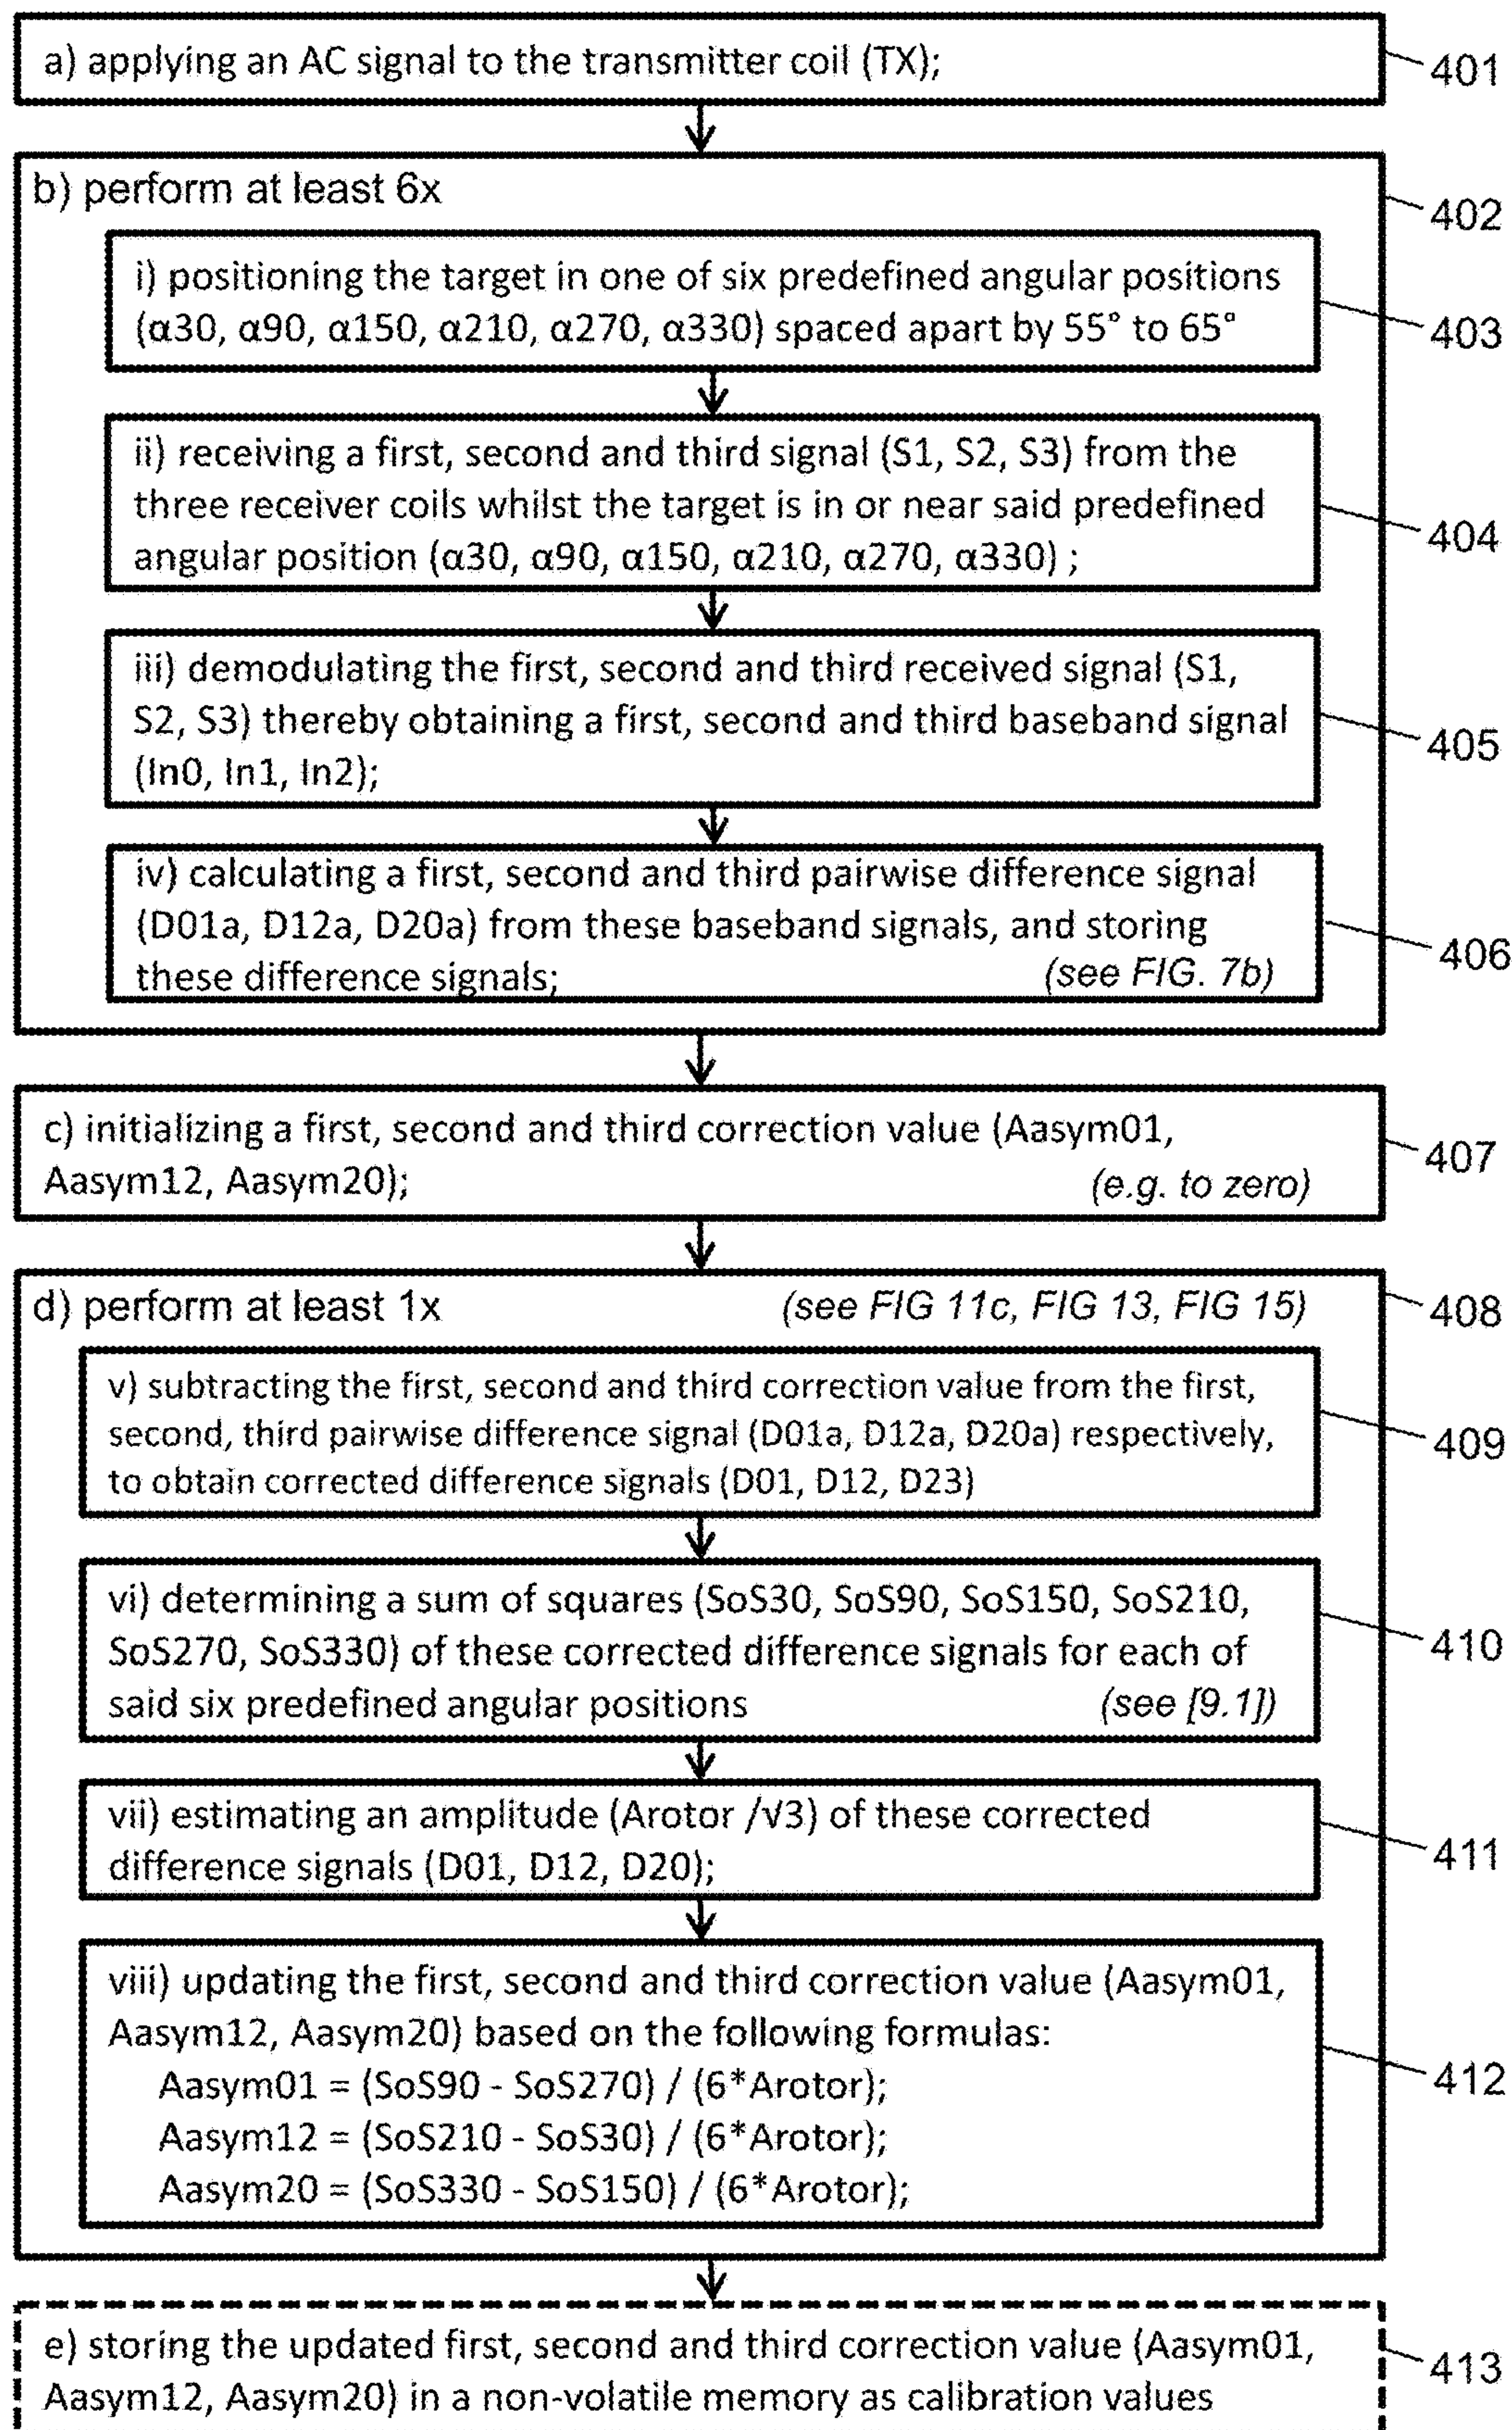 a) applying an AC signal to the transmitter coil (TX);
401
b) perform at least 6x
402
i) positioning the target in one of six predefined angular positions
(α30, α90, α150, α210, α270, α330) spaced apart by 55° to 65°
403
ii) receiving a first, second and third signal (S1, S2, S3) from the
three receiver coils whilst the target is in or near said predefined
angular position (α30, α90, α150, α210, α270, α330) ;
404
iii) demodulating the first, second and third received signal (S1,
S2, S3) thereby obtaining a first, second and third baseband signal
(In0, In1, In2);
405
iv) calculating a first, second and third pairwise difference signal
(D01a, D12a, D20a) from these baseband signals, and storing
these difference signals; (see FIG. 7b)
406
c) initializing a first, second and third correction value (Aasym01,
Aasym12, Aasym20); (e.g. to zero)
407
d) perform at least 1x (see FIG 11c, FIG 13, FIG 15)
408
v) subtracting the first, second and third correction value from the first,
second, third pairwise difference signal (D01a, D12a, D20a) respectively,
to obtain corrected difference signals (D01, D12, D23)
409
vi) determining a sum of squares (SoS30, SoS90, SoS150, SoS210,
SoS270, SoS330) of these corrected difference signals for each of
said six predefined angular positions (see [9.1])
410
vii) estimating an amplitude (Arotor /√3) of these corrected
difference signals (D01, D12, D20);
411
viii) updating the first, second and third correction value (Aasym01,
Aasym12, Aasym20) based on the following formulas:
Aasym01 = (SoS90 - SoS270) / (6*Arotor);
Aasym12 = (SoS210 - SoS30) / (6*Arotor);
Aasym20 = (SoS330 - SoS150) / (6*Arotor);
412
e) storing the updated first, second and third correction value (Aasym01,
Aasym12, Aasym20) in a non-volatile memory as calibration values
413